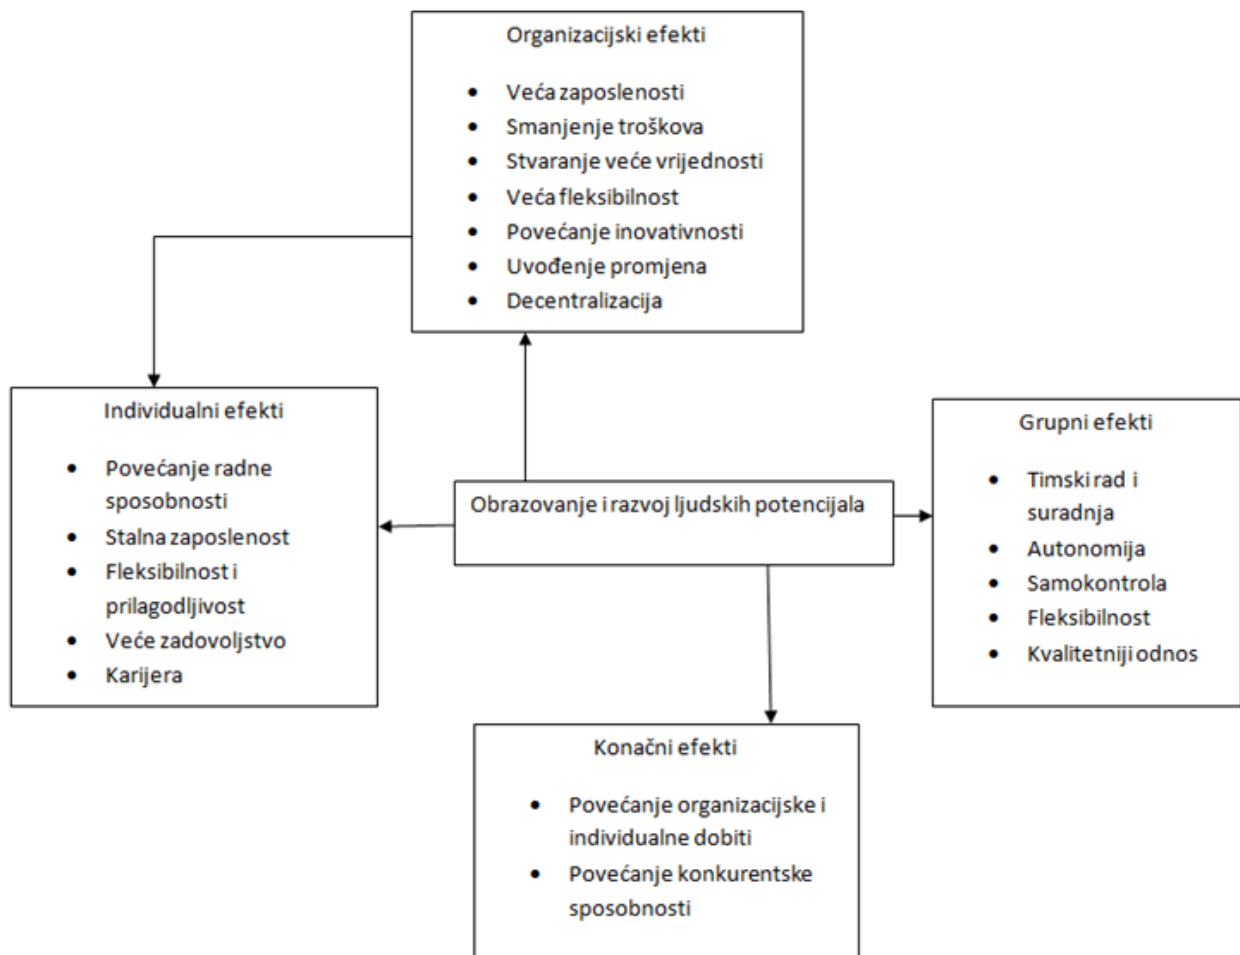 Organizacijski efekti
Veća zaposlenosti
Smanjenje troškova
Stvaranje veće vrijednosti
Veća fleksibilnost
Povećanje inovativnosti
Uvođenje promjena
Decentralizacija
Individualni efekti
Povećanje radne
sposobnosti
Stalna zaposlenost
Fleksibilnost i
prilagodljivost
Veće zadovoljstvo
Karijera
Obrazovanje i razvoj ljudskih potencijala
Grupni efekti
Timski rad i
suradnja
Autonomija
Samokontrola
Fleksibilnost
Kvalitetniji odnos
Konačni efekti
Povećanje organizacijske i
individualne dobiti
Povećanje konkurentske
sposobnosti